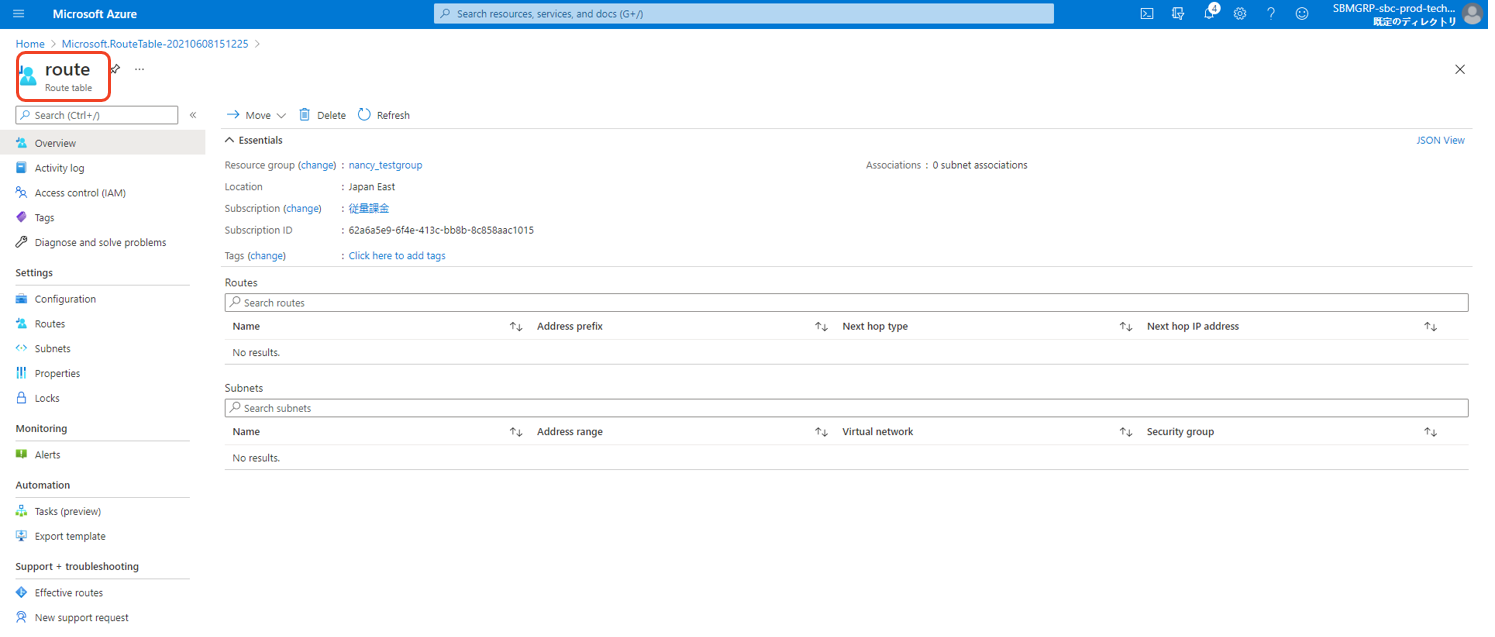 Microsoft Azure
Search resources, services, and docs (G+/)
4
SBMGRP-sbc-prod-tech...
既定のディレクトリ
Home > Microsoft.RouteTable-20210608151225 >
route
...
Route table
Search (Ctrl+/)
«
Move
Delete
Refresh
Overview
Activity log
Access control (IAM)
Tags
Diagnose and solve problems
Settings
Configuration
Routes
Subnets
Properties
Locks
Monitoring
Alerts
Automation
Tasks (preview)
Export template
Support + troubleshooting
Effective routes
New support request
Essentials
JSON View
Resource group (change) : nancy_testgroup
Associations : 0 subnet associations
Location : Japan East
Subscription (change) : 従量課金
Subscription ID : 62a6a5e9-6f4e-413c-bb8b-8c858aac1015
Tags (change) : Click here to add tags
Routes
Search routes
Name Address prefix Next hop type Next hop IP address
No results.
Subnets
Search subnets
Name Address range Virtual network Security group
No results.